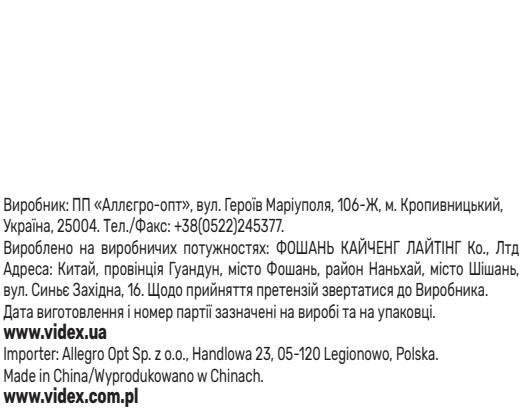 Виробник: ПП «Аллєгро-опт», вул. Героїв Маріуполя, 106-Ж, м. Кропивницький,
Україна, 25004. Тел./Факс: +38(0522)245377.
Вироблено на виробничих потужностях: ФОШАНЬ КАЙЧЕНГ ЛАЙТІНГ Ко., Лтд
Адреса: Китай, провінція Гуандун, місто Фошань, район Наньхай, місто Шішань,
вул. Синьє Західна, 16. Щодо прийняття претензій звертатися до Виробника.
Дата виготовлення і номер партії зазначені на виробі та на упаковці.
www.videx.ua
Importer: Allegro Opt Sp. z o.o., Handlowa 23, 05-120 Legionowo, Polska.
Made in China/Wyprodukowano w Chinach.
www.videx.com.pl